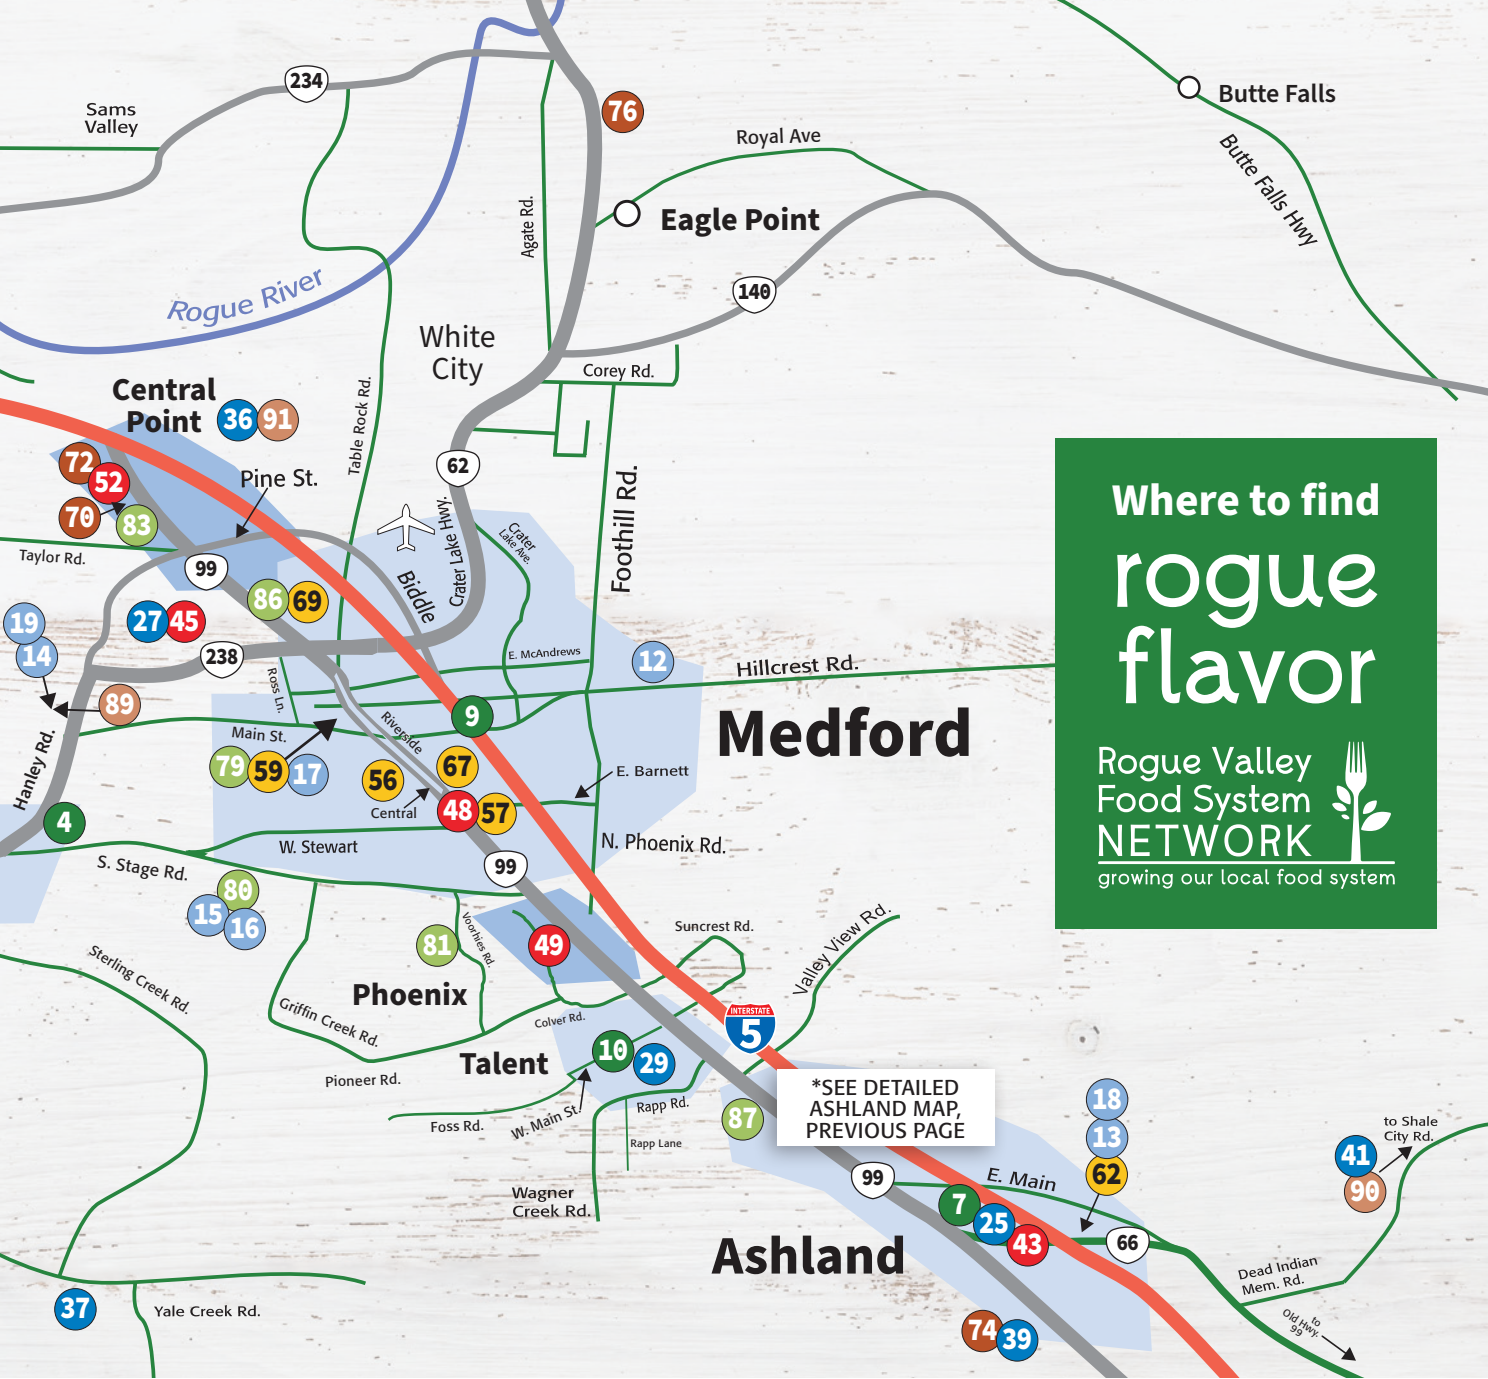 234
Sams
Valley
76
Butte Falls
Royal Ave
Butte Falls Hwy
Agate Rd.
Eagle Point
Rogue River
140
White
City
Corey Rd.
Central
Point
36
91
Table Rock Rd.
72
52
70
83
Pine St.
62
Crater Lake Hwy.
Crater
Lake Ave.
Foothill Rd.
Taylor Rd.
99
Biddle
86
69
19
14
27
45
238
E. McAndrews
12
Hillcrest Rd.
Ross Ln.
89
9
Medford
Main St.
Riverside
Hanley Rd.
79
59
17
56
67
E. Barnett
Central
48
57
4
W. Stewart
N. Phoenix Rd.
S. Stage Rd.
99
80
15
16
81
Voorhies Rd.
49
Suncrest Rd.
Valley View Rd.
Sterling Creek Rd.
Phoenix
Griffin Creek Rd.
Colver Rd.
INTERSTATE
5
Talent
10
29
Pioneer Rd.
Foss Rd.
W. Main St.
Rapp Rd.
Rapp Lane
87
*SEE DETAILED
ASHLAND MAP,
PREVIOUS PAGE
Wagner
Creek Rd.
99
E. Main
18
13
62
7
25
43
66
to Shale
City Rd.
41
90
Ashland
Dead Indian
Mem. Rd.
to
Old Hwy.
99
37
Yale Creek Rd.
74
39
Where to find
rogue
flavor
Rogue Valley
Food System
NETWORK
growing our local food system